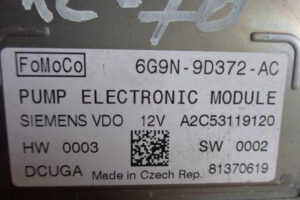 FoMoCo 6G9N-9D372-AC
PUMP ELECTRONIC MODULE
SIEMENS VDO 12V A2C53119120
HW 0003 SW 0002
DCUGA Made in Czech Rep. 81370619